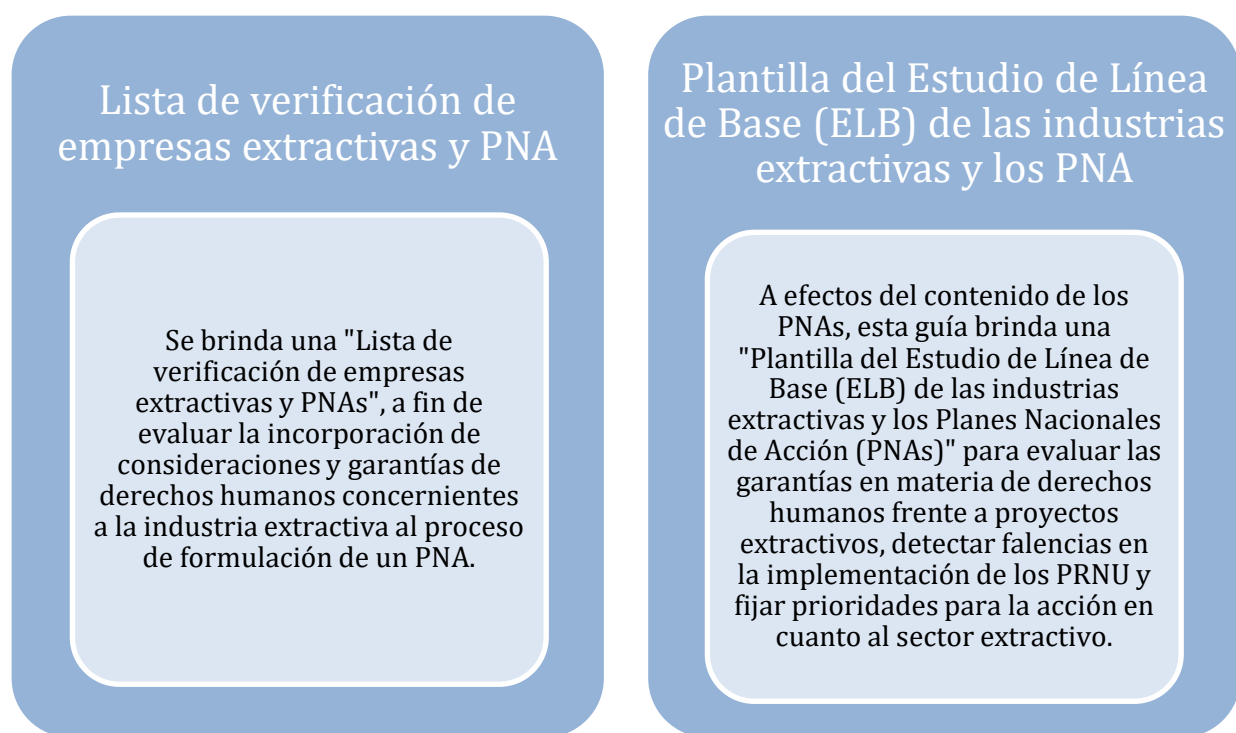 Lista de verificación de
empresas extractivas y PNA
Se brinda una "Lista de
verificación de empresas
extractivas y PNAs", a fin de
evaluar la incorporación de
consideraciones y garantías de
derechos humanos concernientes
a la industria extractiva al proceso
de formulación de un PNA.
Plantilla del Estudio de Línea
de Base (ELB) de las industrias
extractivas y los PNA
A efectos del contenido de los
PNAs, esta guía brinda una
"Plantilla del Estudio de Línea de
Base (ELB) de las industrias
extractivas y los Planes Nacionales
de Acción (PNAs)" para evaluar las
garantías en materia de derechos
humanos frente a proyectos
extractivos, detectar falencias en
la implementación de los PRNU y
fijar prioridades para la acción en
cuanto al sector extractivo.